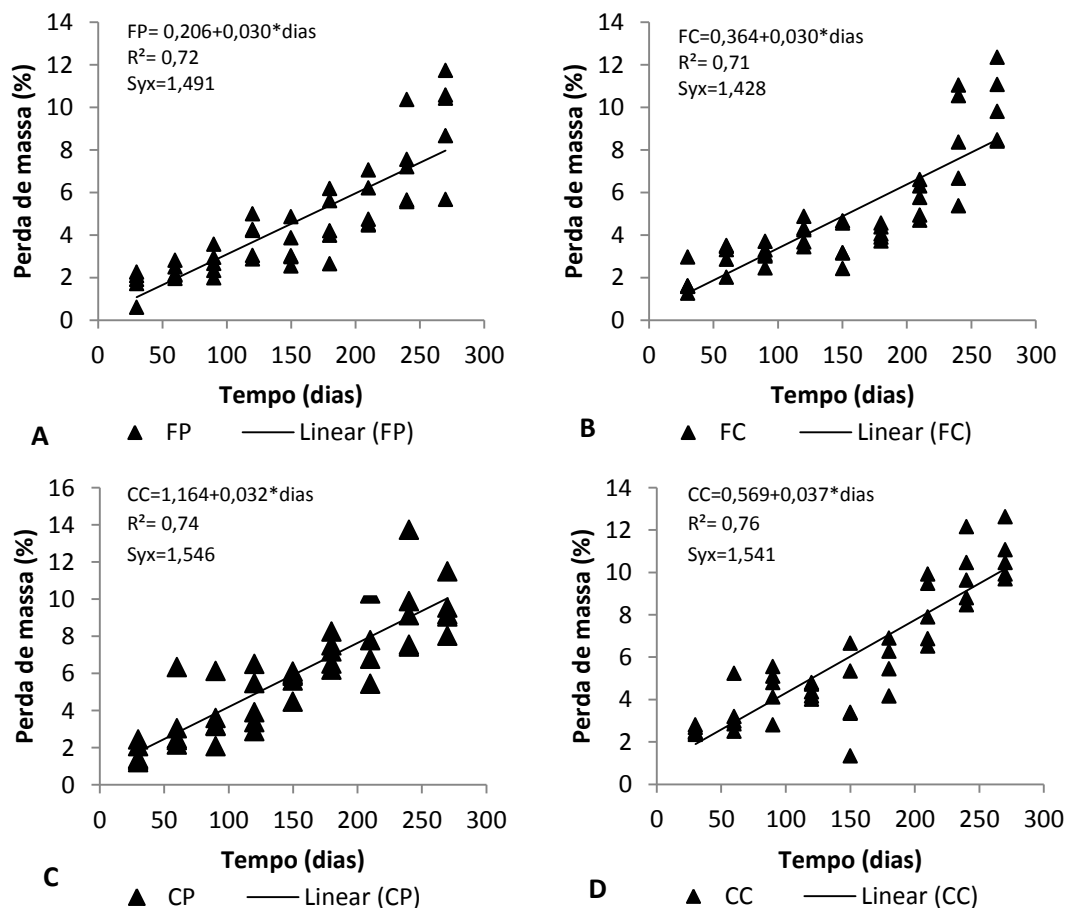 FP= 0,206+0,030*dias
R²= 0,72
Syx=1,491
Perda de massa (%)
14
12
10
8
6
4
2
0
0 50 100 150 200 250 300
Tempo (dias)
A
FP Linear (FP)
FC=0,364+0,030*dias
R²= 0,71
Syx=1,428
Perda de massa (%)
14
12
10
8
6
4
2
0
0 50 100 150 200 250 300
Tempo (dias)
B
FC Linear (FC)
CC=1,164+0,032*dias
R²= 0,74
Syx=1,546
Perda de massa (%)
16
14
12
10
8
6
4
2
0
0 50 100 150 200 250 300
Tempo (dias)
C
CP Linear (CP)
CC=0,569+0,037*dias
R²= 0,76
Syx=1,541
Perda de massa (%)
14
12
10
8
6
4
2
0
0 50 100 150 200 250 300
Tempo (dias)
D
CC Linear (CC)